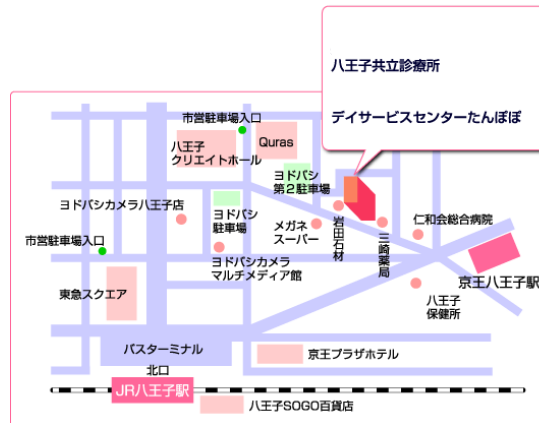 八王子共立診療所
デイサービスセンターたんぽぽ
市営駐車場入口
八王子
クリエイトホール
Quras
ヨドバシ
第2駐車場
ヨドバシカメラ八王子店
ヨドバシ
駐車場
メガネ
スーパー
岩田石材
三崎薬局
仁和会総合病院
市営駐車場入口
ヨドバシカメラ
マルチメディア館
京王八王子駅
東急スクエア
八王子
保健所
バスターミナル
京王プラザホテル
北口
JR八王子駅
八王子SOGO百貨店